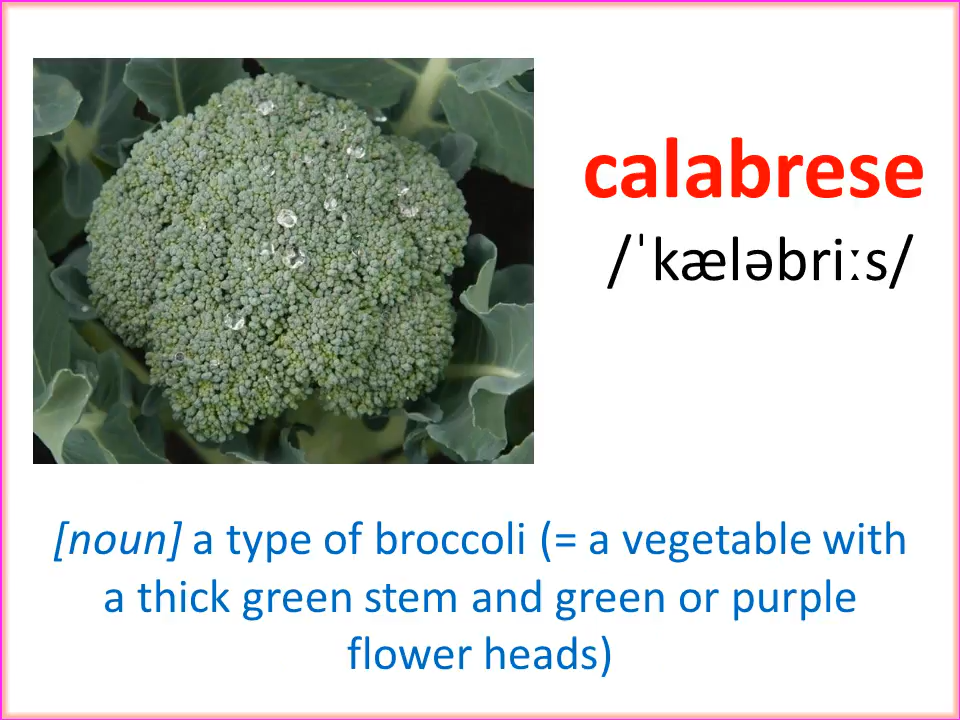 calabrese
/ˈkæləbriːs/
[noun] a type of broccoli (= a vegetable with
a thick green stem and green or purple
flower heads)